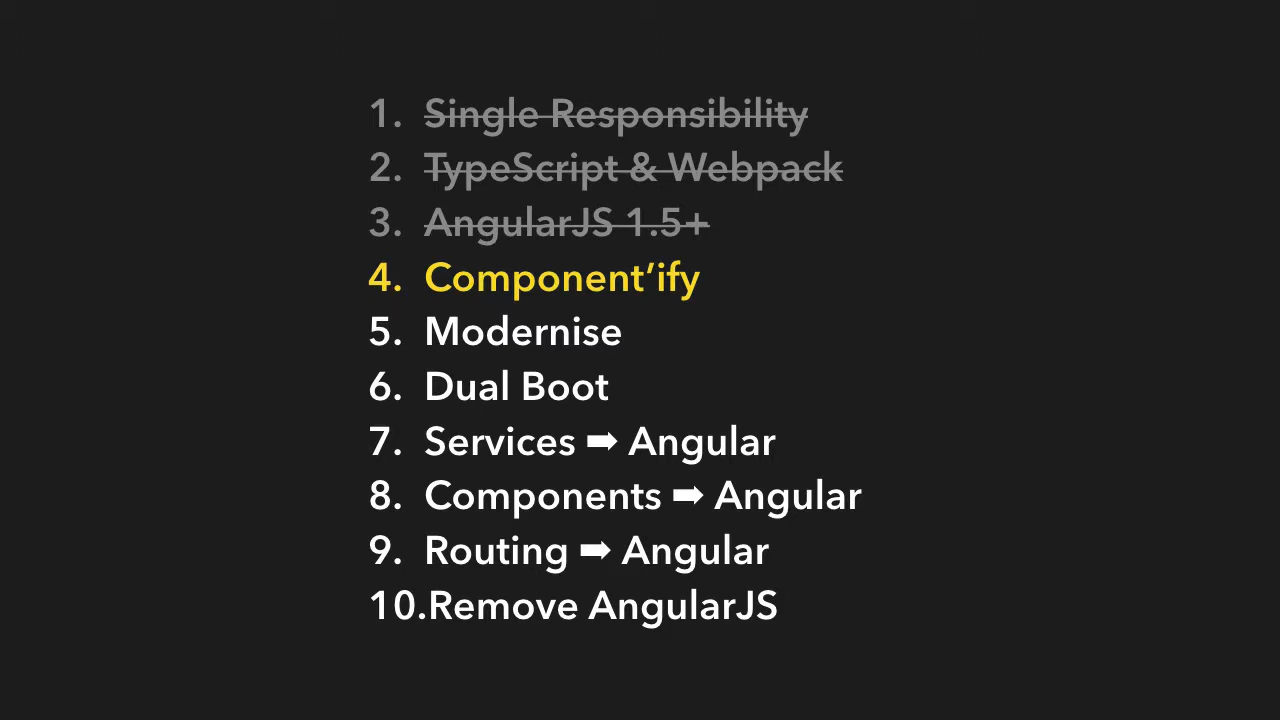 1. Single Responsibility
2. TypeScript & Webpack
3. AngularJS 1.5+
4. Component’ify
5. Modernise
6. Dual Boot
7. Services ➡ Angular
8. Components ➡ Angular
9. Routing ➡ Angular
10.Remove AngularJS